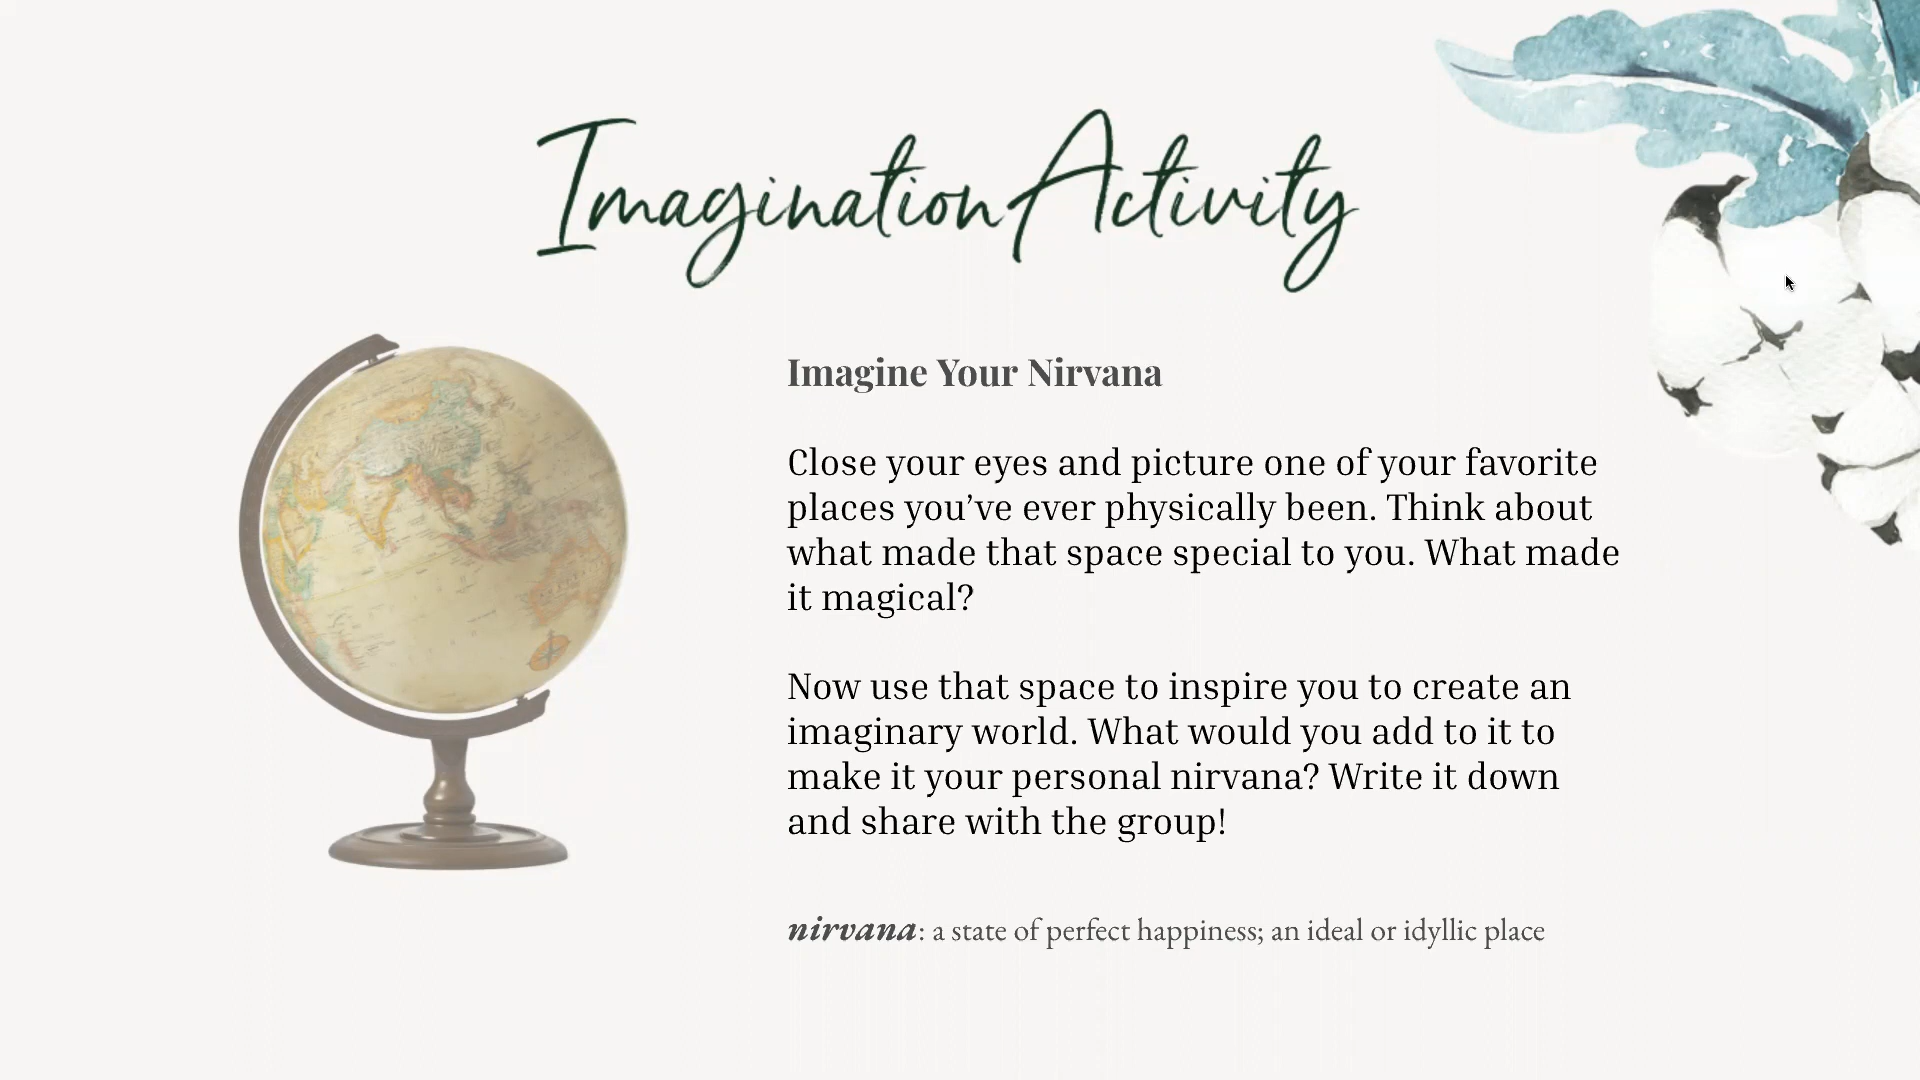 Imagination Activity
Imagine Your Nirvana
Close your eyes and picture one of your favorite
places you’ve ever physically been. Think about
what made that space special to you. What made
it magical?
Now use that space to inspire you to create an
imaginary world. What would you add to it to
make it your personal nirvana? Write it down
and share with the group!
nirvana: a state of perfect happiness; an ideal or idyllic place